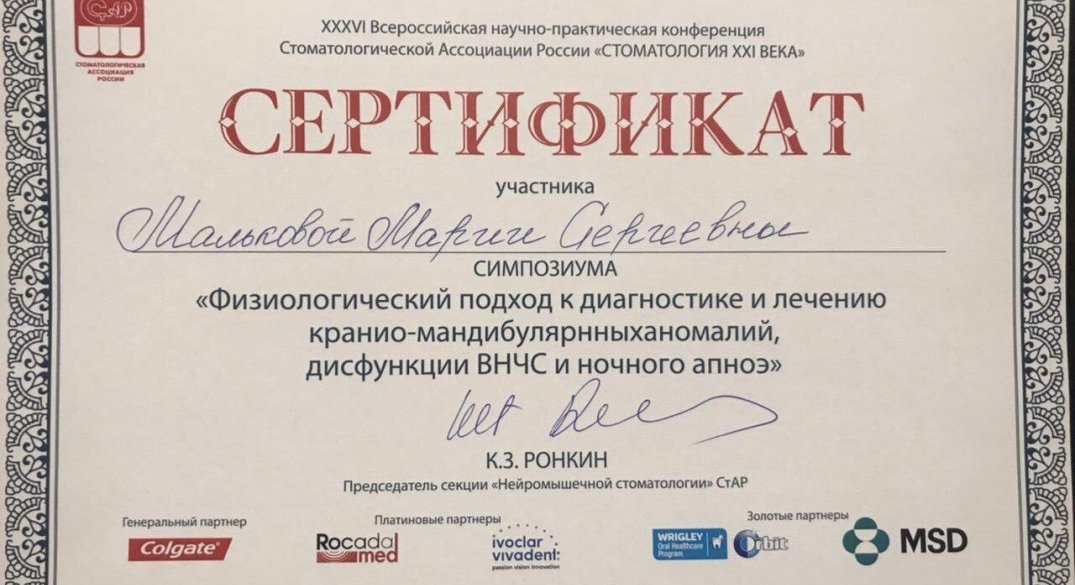 СтАР
СТОМАТОЛОГИЧЕСКАЯ
АССОЦИАЦИЯ
РОССИИ
XXXVI Всероссийская научно-практическая конференция
Стоматологической Ассоциации России «СТОМАТОЛОГИЯ XXI ВЕКА»
СЕРТИФИКАТ
участника
Мальковой Марии Сергеевны
СИМПОЗИУМА
«Физиологический подход к диагностике и лечению
кранио-мандибулярнныханомалий,
дисфункции ВНЧС и ночного апноэ»
К.З. РОНКИН
Председатель секции «Нейромышечной стоматологии» СтАР
Генеральный партнер
Платиновые партнеры
Золотые партнеры
Colgate®
Rocada med
ivoclar
vivadent:
passion vision innovation
WRIGLEY
Oral Healthcare
Program
Orbit
MSD